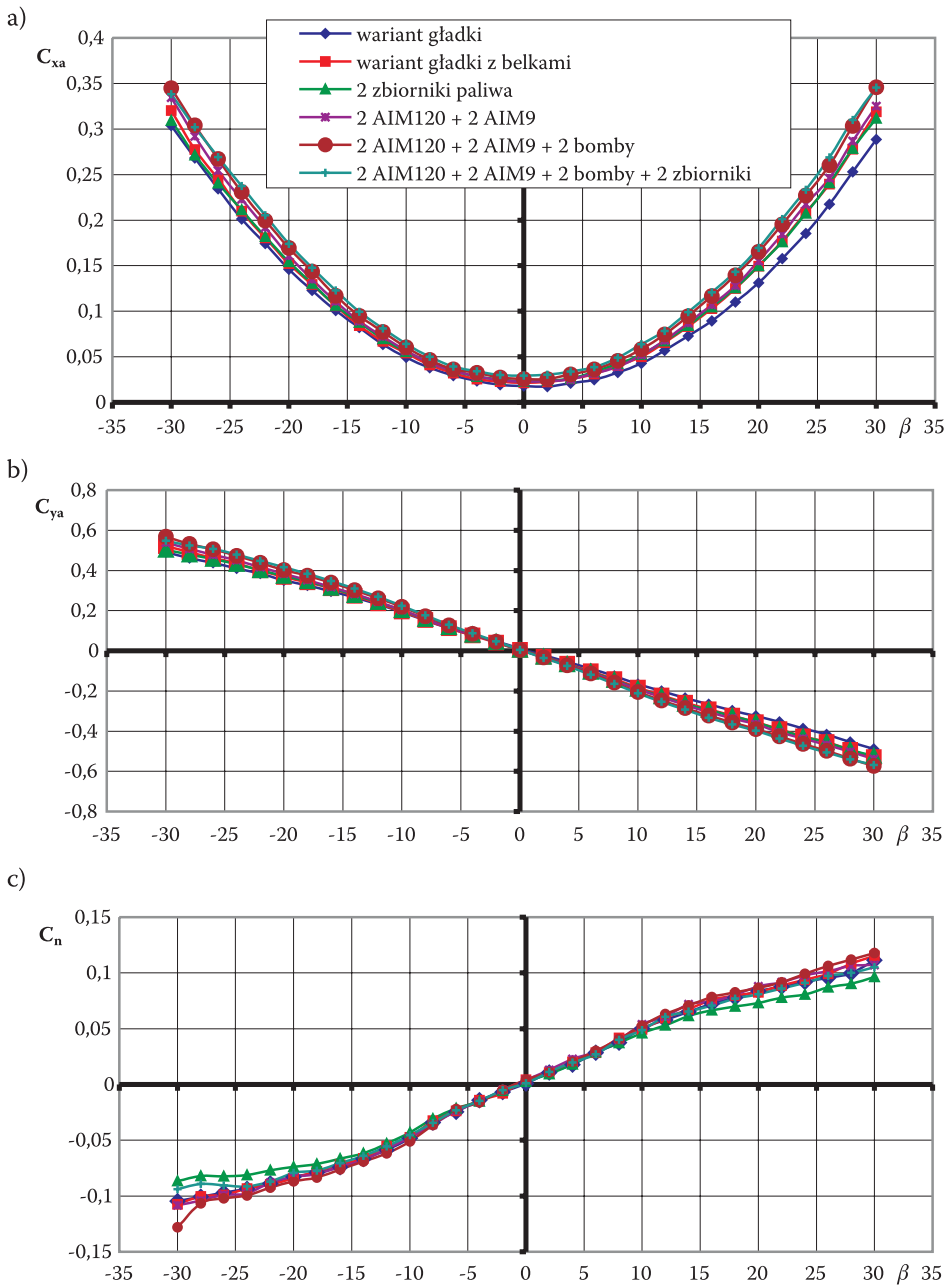 a)
0,4
C_xa
0,35
0,3
0,25
0,2
0,15
0,1
0,05
0
wariant gładki
wariant gładki z belkami
2 zbiorniki paliwa
2 AIM120 + 2 AIM9
2 AIM120 + 2 AIM9 + 2 bomby
2 AIM120 + 2 AIM9 + 2 bomby + 2 zbiorniki
-35 -30 -25 -20 -15 -10 -5 0 5 10 15 20 25 30 β 35
b)
0,8
C_ya
0,6
0,4
0,2
0
-0,2
-0,4
-0,6
-0,8
-35 -30 -25 -20 -15 -10 -5 0 5 10 15 20 25 30 β 35
c)
0,15
C_n
0,1
0,05
0
-0,05
-0,1
-0,15
-35 -30 -25 -20 -15 -10 -5 0 5 10 15 20 25 30 β 35